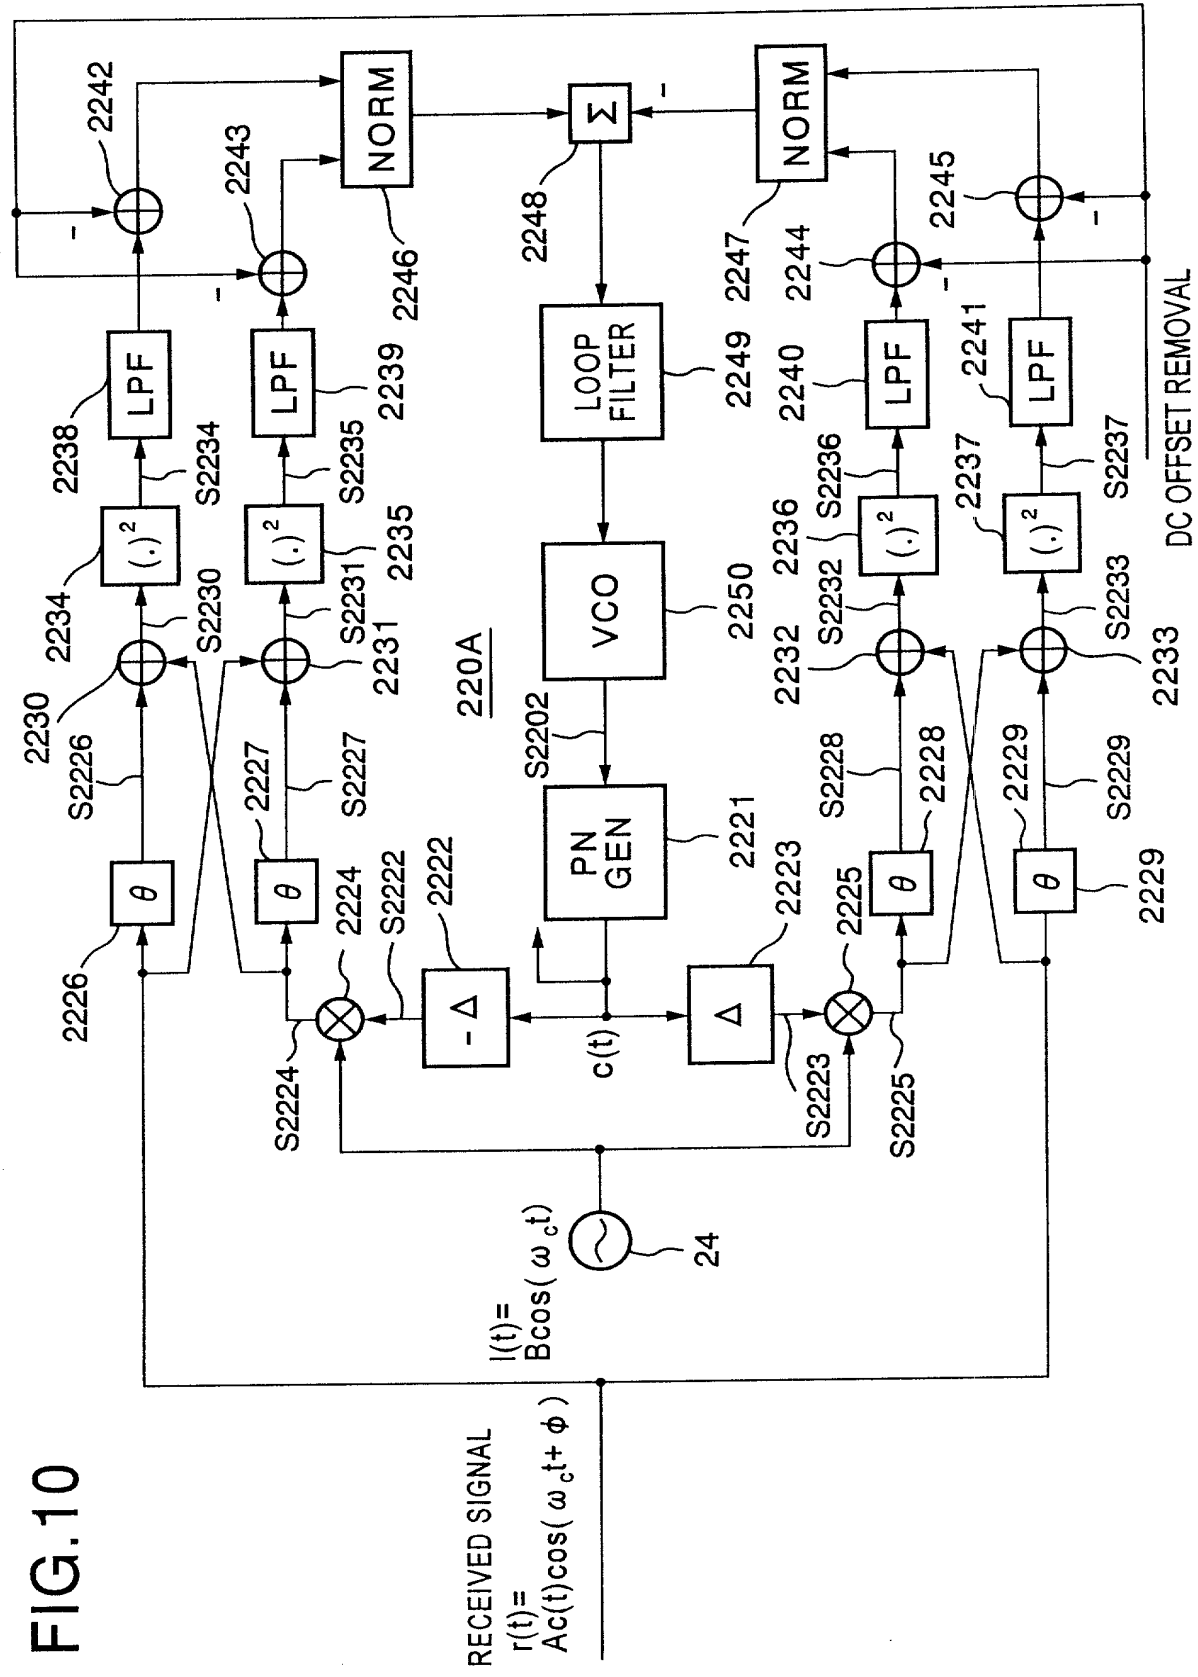 FIG.10
RECEIVED SIGNAL
r(t)=
Ac(t)cos(ω_c t+ φ)
l(t)=
Bcos(ω_c t)
24
220A
2226
θ
S2226
2230
S2230
2234
(.)²
S2234
2238
LPF
2242
-
2227
θ
S2227
2231
S2231
2235
(.)²
S2235
2239
LPF
2243
-
NORM
2246
S2224
2224
S2222
2222
-Δ
c(t)
PN
GEN
2221
S2202
VCO
2250
LOOP
FILTER
2249
Σ
2248
-
Δ
2223
S2223
2225
S2225
θ
2228
S2228
2232
S2232
2236
(.)²
S2236
2240
LPF
2244
-
NORM
2247
θ
2229
2229
S2229
2233
S2233
2237
(.)²
S2237
2241
LPF
2245
-
DC OFFSET REMOVAL